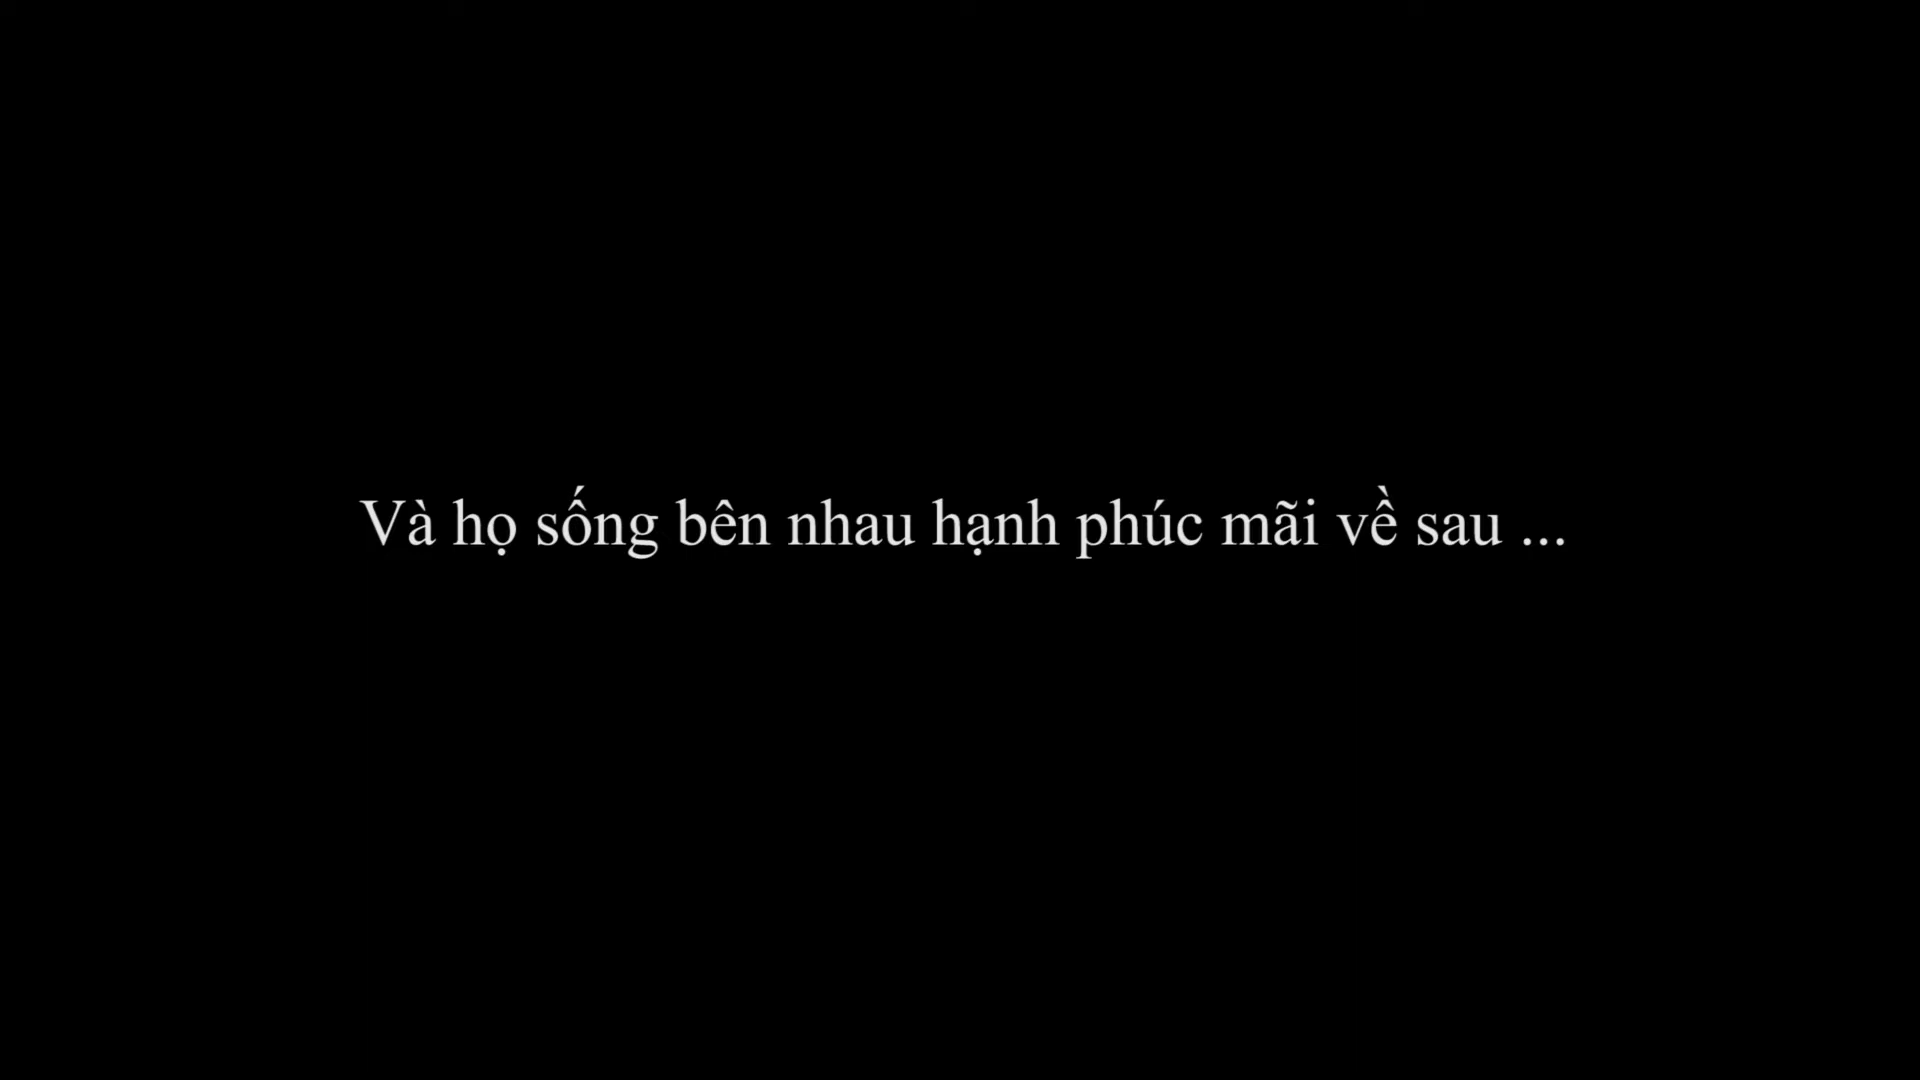 Và họ sống bên nhau hạnh phúc mãi về sau ...